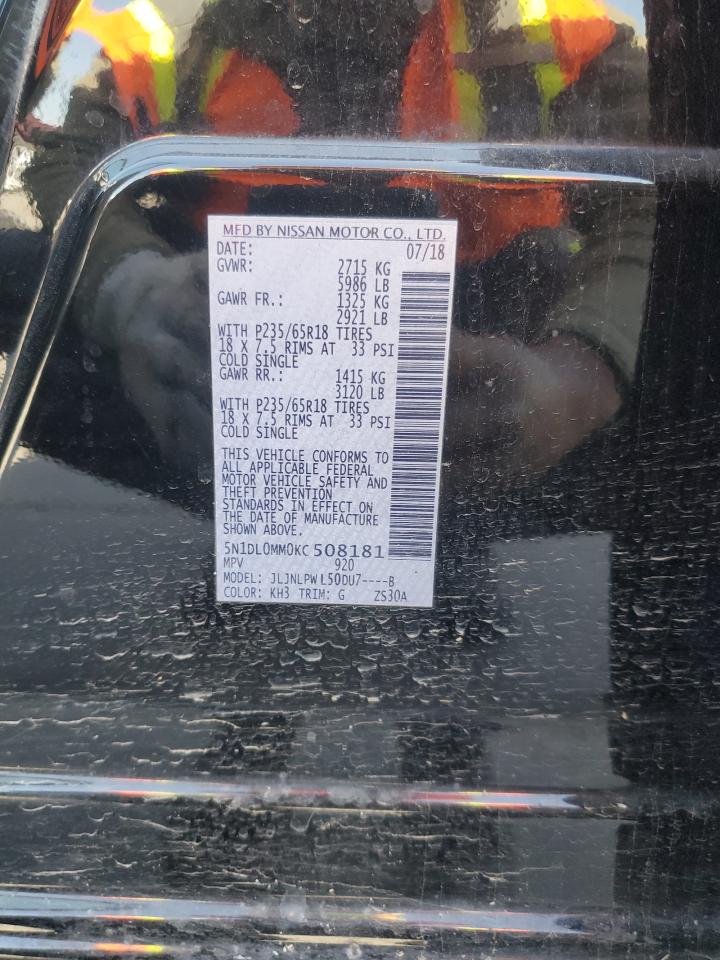 MFD BY NISSAN MOTOR CO., LTD.
DATE: 07/18
GVWR: 2715 KG
5986 LB
GAWR FR.: 1325 KG
2921 LB
WITH P235/65R18 TIRES
18 X 7.5 RIMS AT 33 PSI
COLD SINGLE
GAWR RR.: 1415 KG
3120 LB
WITH P235/65R18 TIRES
18 X 7.5 RIMS AT 33 PSI
COLD SINGLE
THIS VEHICLE CONFORMS TO
ALL APPLICABLE FEDERAL
MOTOR VEHICLE SAFETY AND
THEFT PREVENTION
STANDARDS IN EFFECT ON
THE DATE OF MANUFACTURE
SHOWN ABOVE.
5N1DL0MM0KC508181
MPV 920
MODEL: JLJNLPW L50DU7----B
COLOR: KH3 TRIM: G ZS30A